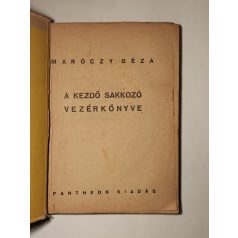 MARÓCZY GÉZA
A KEZDŐ SAKKOZÓ
VEZÉRKÖNYVE
PANTHEON KIADÁS